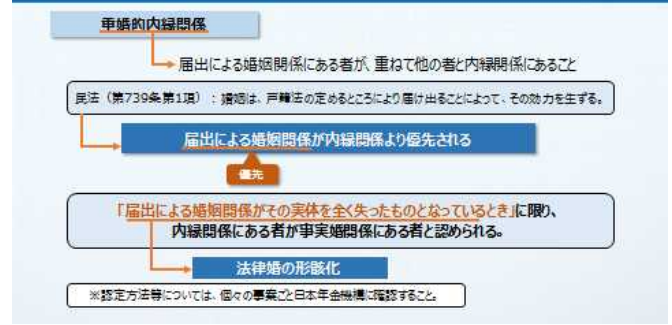 重婚的内縁関係
届出による婚姻関係にある者が、重ねて他の者と内縁関係にあること
民法（第739条第1項）：婚姻は、戸籍法の定めるところにより届け出ることによって、その効力を生ずる。
届出による婚姻関係が内縁関係より優先される
優先
「届出による婚姻関係がその実体を全く失ったものとなっているとき」に限り、
内縁関係にある者が事実婚関係にある者と認められる。
法律婚の形骸化
※認定方法等については、個々の事案ごと日本年金機構に確認すること。